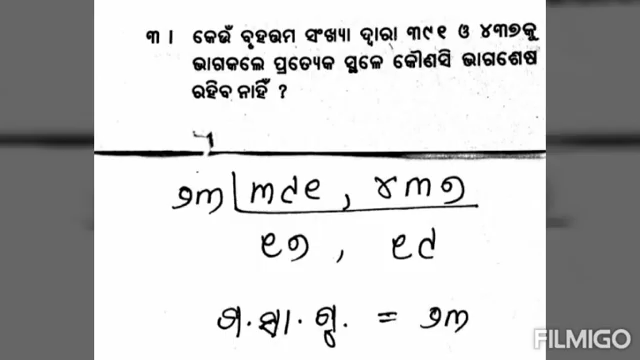 ୩ । କେଉଁ ବୃହତ୍ତମ ସଂଖ୍ୟା ଦ୍ୱାରା ୩୯୧ ଓ ୪୩୭କୁ
ଭାଗକଲେ ପ୍ରତ୍ୟେକ ସ୍ଥଳେ କୌଣସି ଭାଗଶେଷ
ରହିବ ନାହିଁ ?
୨୩ | ୩୯୧ , ୪୩୭
୧୭ , ୧୯
ଗ.ସା.ଗୁ. = ୨୩
FILMIGO